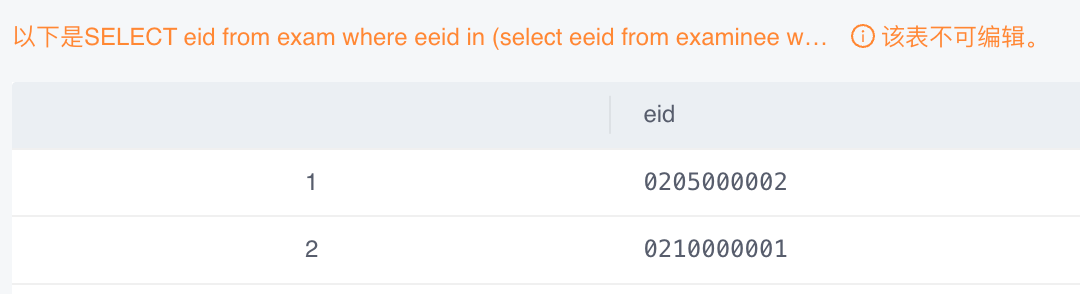 以下是SELECT eid from exam where eeid in (select eeid from examinee w... 该表不可编辑。
eid
1 0205000002
2 0210000001